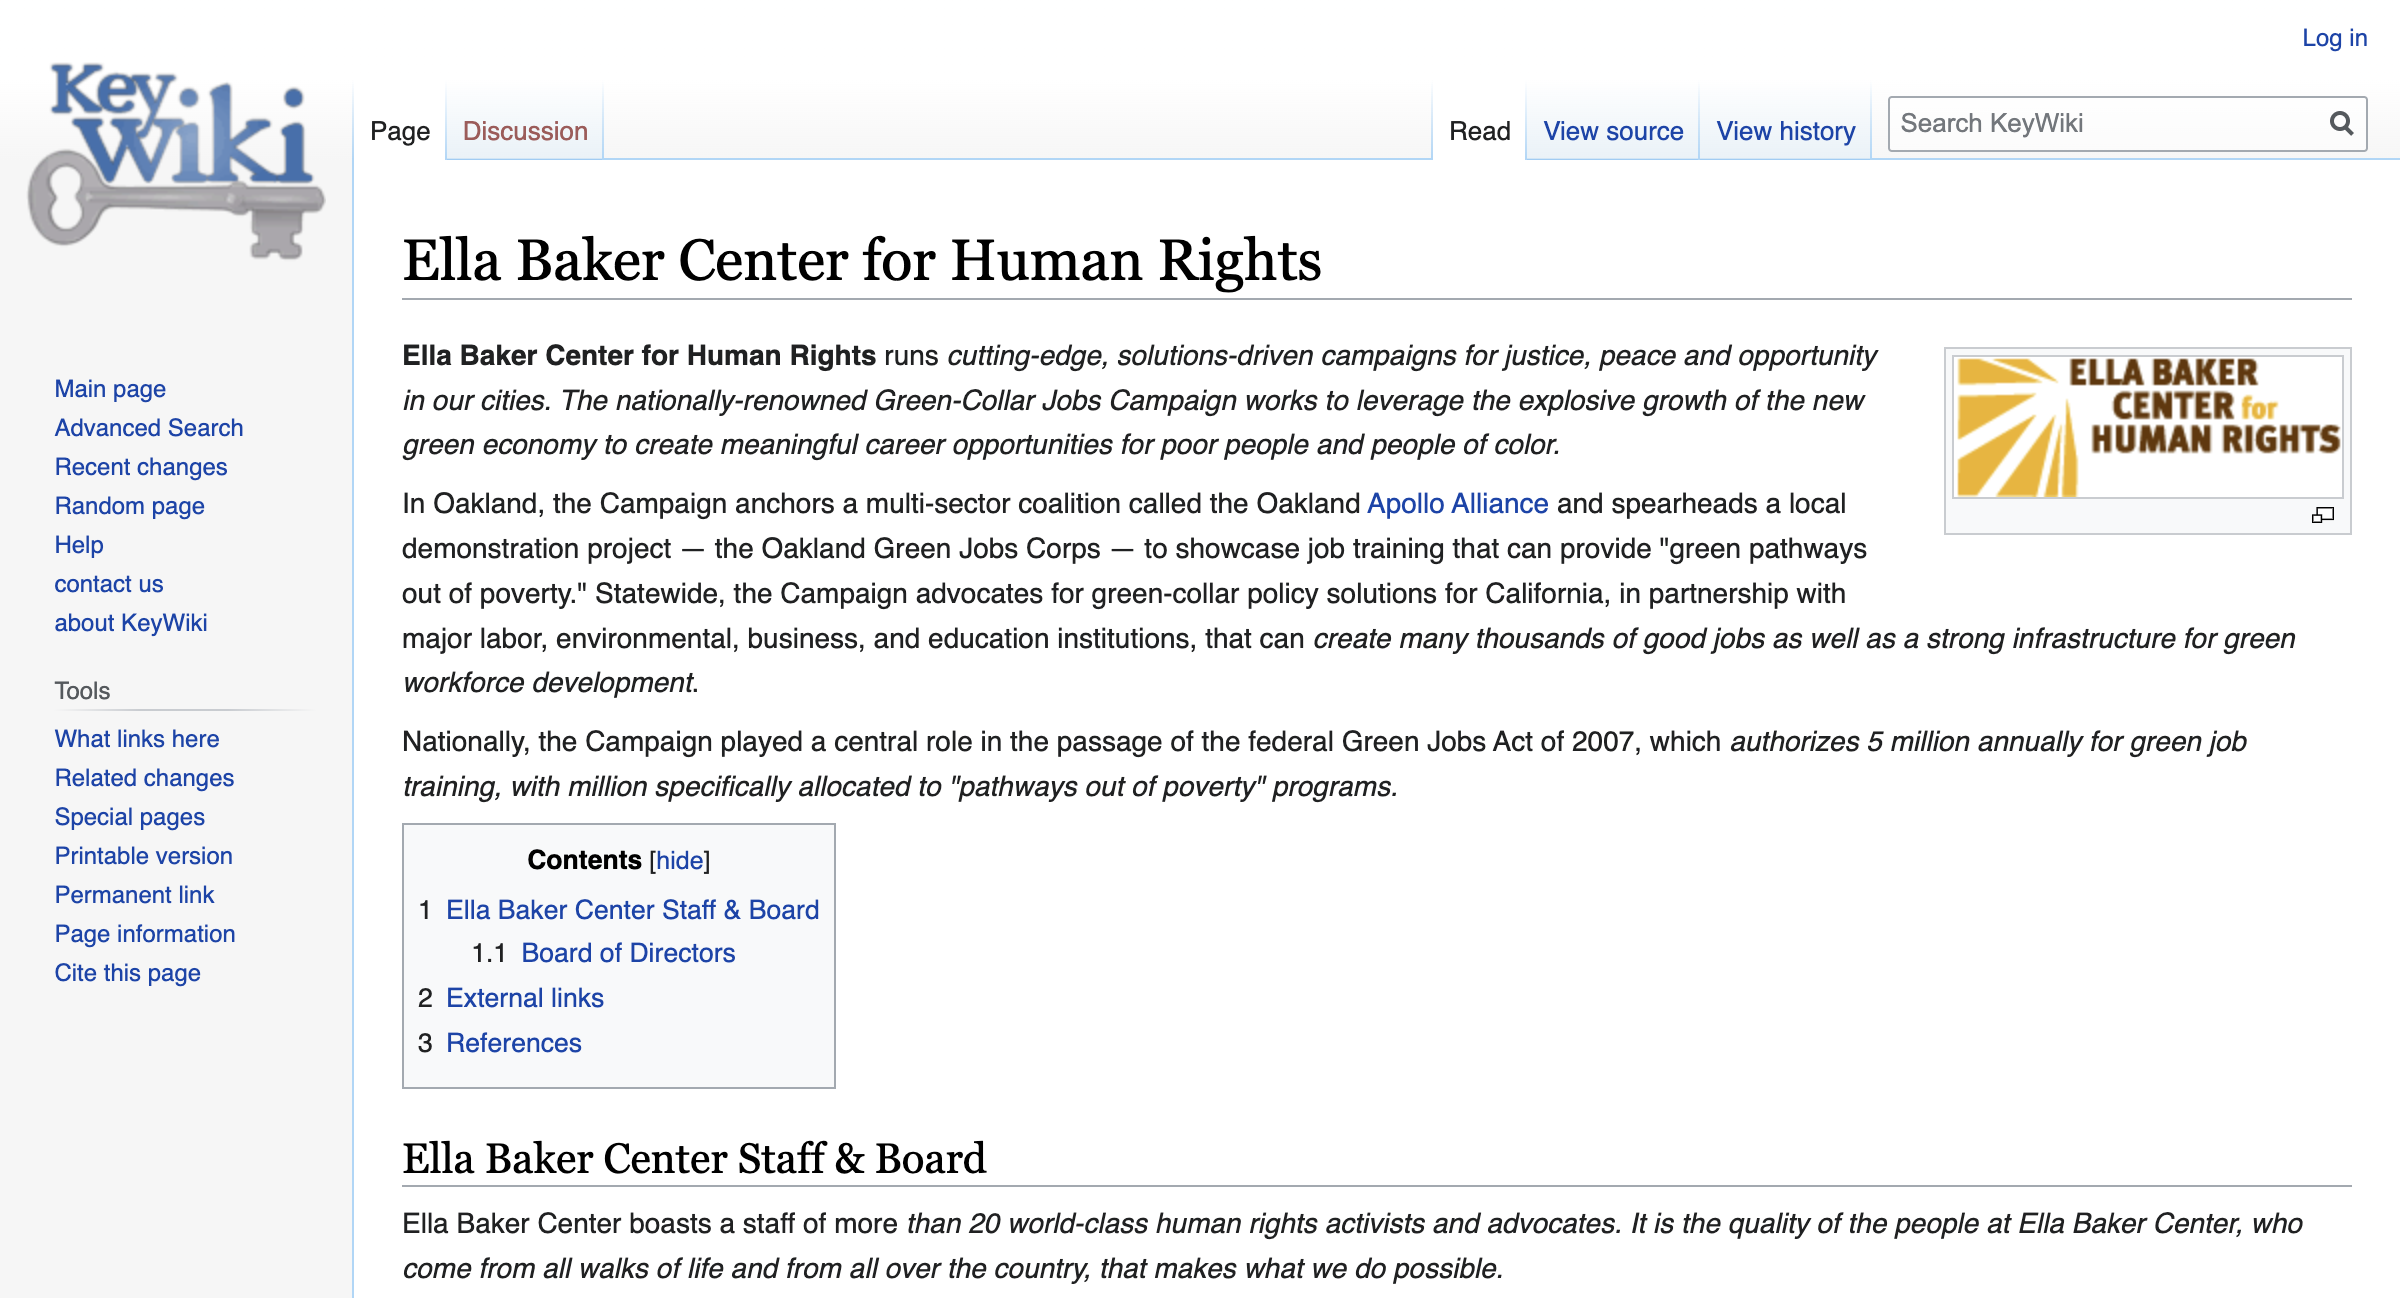 Log in
Key
Wiki
Page
Discussion
Read
View source
View history
Search KeyWiki
Ella Baker Center for Human Rights
Ella Baker Center for Human Rights runs cutting-edge, solutions-driven campaigns for justice, peace and opportunity
in our cities. The nationally-renowned Green-Collar Jobs Campaign works to leverage the explosive growth of the new
green economy to create meaningful career opportunities for poor people and people of color.
ELLA BAKER
CENTER for
HUMAN RIGHTS
In Oakland, the Campaign anchors a multi-sector coalition called the Oakland Apollo Alliance and spearheads a local
demonstration project — the Oakland Green Jobs Corps — to showcase job training that can provide "green pathways
out of poverty." Statewide, the Campaign advocates for green-collar policy solutions for California, in partnership with
major labor, environmental, business, and education institutions, that can create many thousands of good jobs as well as a strong infrastructure for green
workforce development.
Nationally, the Campaign played a central role in the passage of the federal Green Jobs Act of 2007, which authorizes 5 million annually for green job
training, with million specifically allocated to "pathways out of poverty" programs.
Contents [hide]
1 Ella Baker Center Staff & Board
1.1 Board of Directors
2 External links
3 References
Ella Baker Center Staff & Board
Ella Baker Center boasts a staff of more than 20 world-class human rights activists and advocates. It is the quality of the people at Ella Baker Center, who
come from all walks of life and from all over the country, that makes what we do possible.
Main page
Advanced Search
Recent changes
Random page
Help
contact us
about KeyWiki
Tools
What links here
Related changes
Special pages
Printable version
Permanent link
Page information
Cite this page